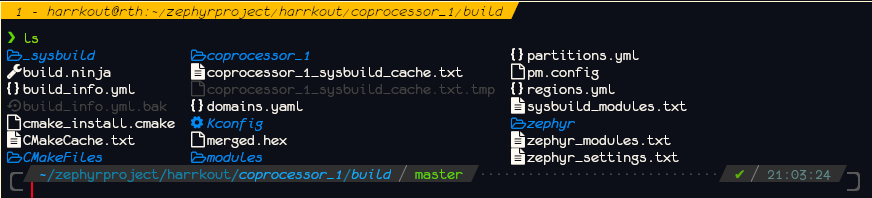 1 - harrkout@rth:~/zephyrproject/harrkout/coprocessor_1/build
❯ ls
_sysbuild coprocessor_1 partitions.yml
build.ninja coprocessor_1_sysbuild_cache.txt pm.config
build_info.yml coprocessor_1_sysbuild_cache.txt.tmp regions.yml
build_info.yml.bak domains.yaml sysbuild_modules.txt
cmake_install.cmake Kconfig zephyr
CMakeCache.txt merged.hex zephyr_modules.txt
CMakeFiles modules zephyr_settings.txt
~/zephyrproject/harrkout/coprocessor_1/build / master ✔ / 21:03:24